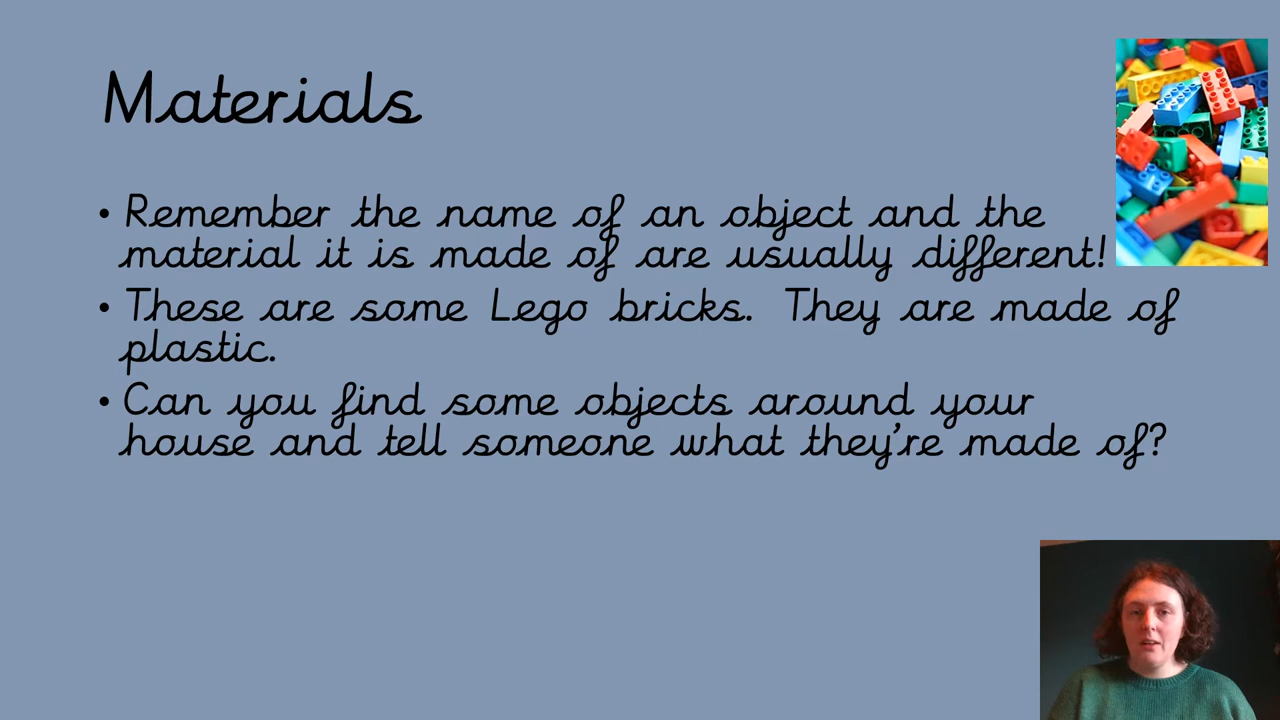 Materials
• Remember the name of an object and the
material it is made of are usually different!
• These are some Lego bricks. They are made of
plastic.
• Can you find some objects around your
house and tell someone what they're made of?